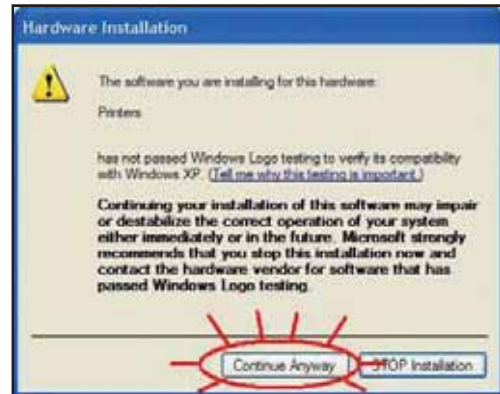 Hardware Installation
The software you are installing for this hardware:
Printers
has not passed Windows Logo testing to verify its compatibility
with Windows XP. (Tell me why this testing is important.)
Continuing your installation of this software may impair
or destabilize the correct operation of your system
either immediately or in the future. Microsoft strongly
recommends that you stop this installation now and
contact the hardware vendor for software that has
passed Windows Logo testing.
Continue Anyway STOP Installation